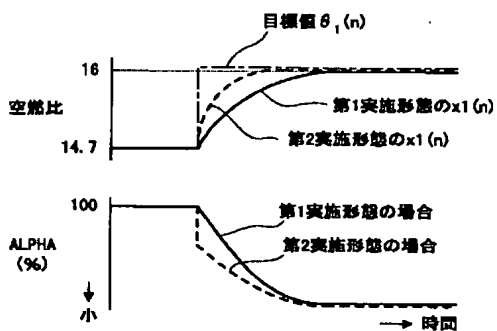 目標値θ₁(n)
16
空燃比
第1実施形態のx1(n)
第2実施形態のx1(n)
14.7
100
第1実施形態の場合
ALPHA
(%)
第2実施形態の場合
↓
小
→ 時間